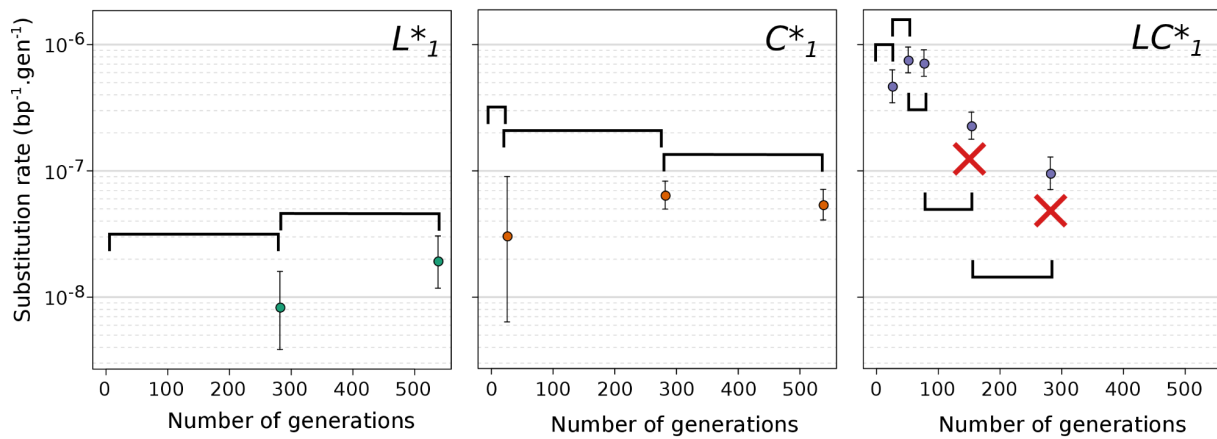 L*1
C*1
LC*1
Substitution rate (bp-1.gen-1)
10-6
10-7
10-8
0 100 200 300 400 500
0 100 200 300 400 500
0 100 200 300 400 500
Number of generations
Number of generations
Number of generations